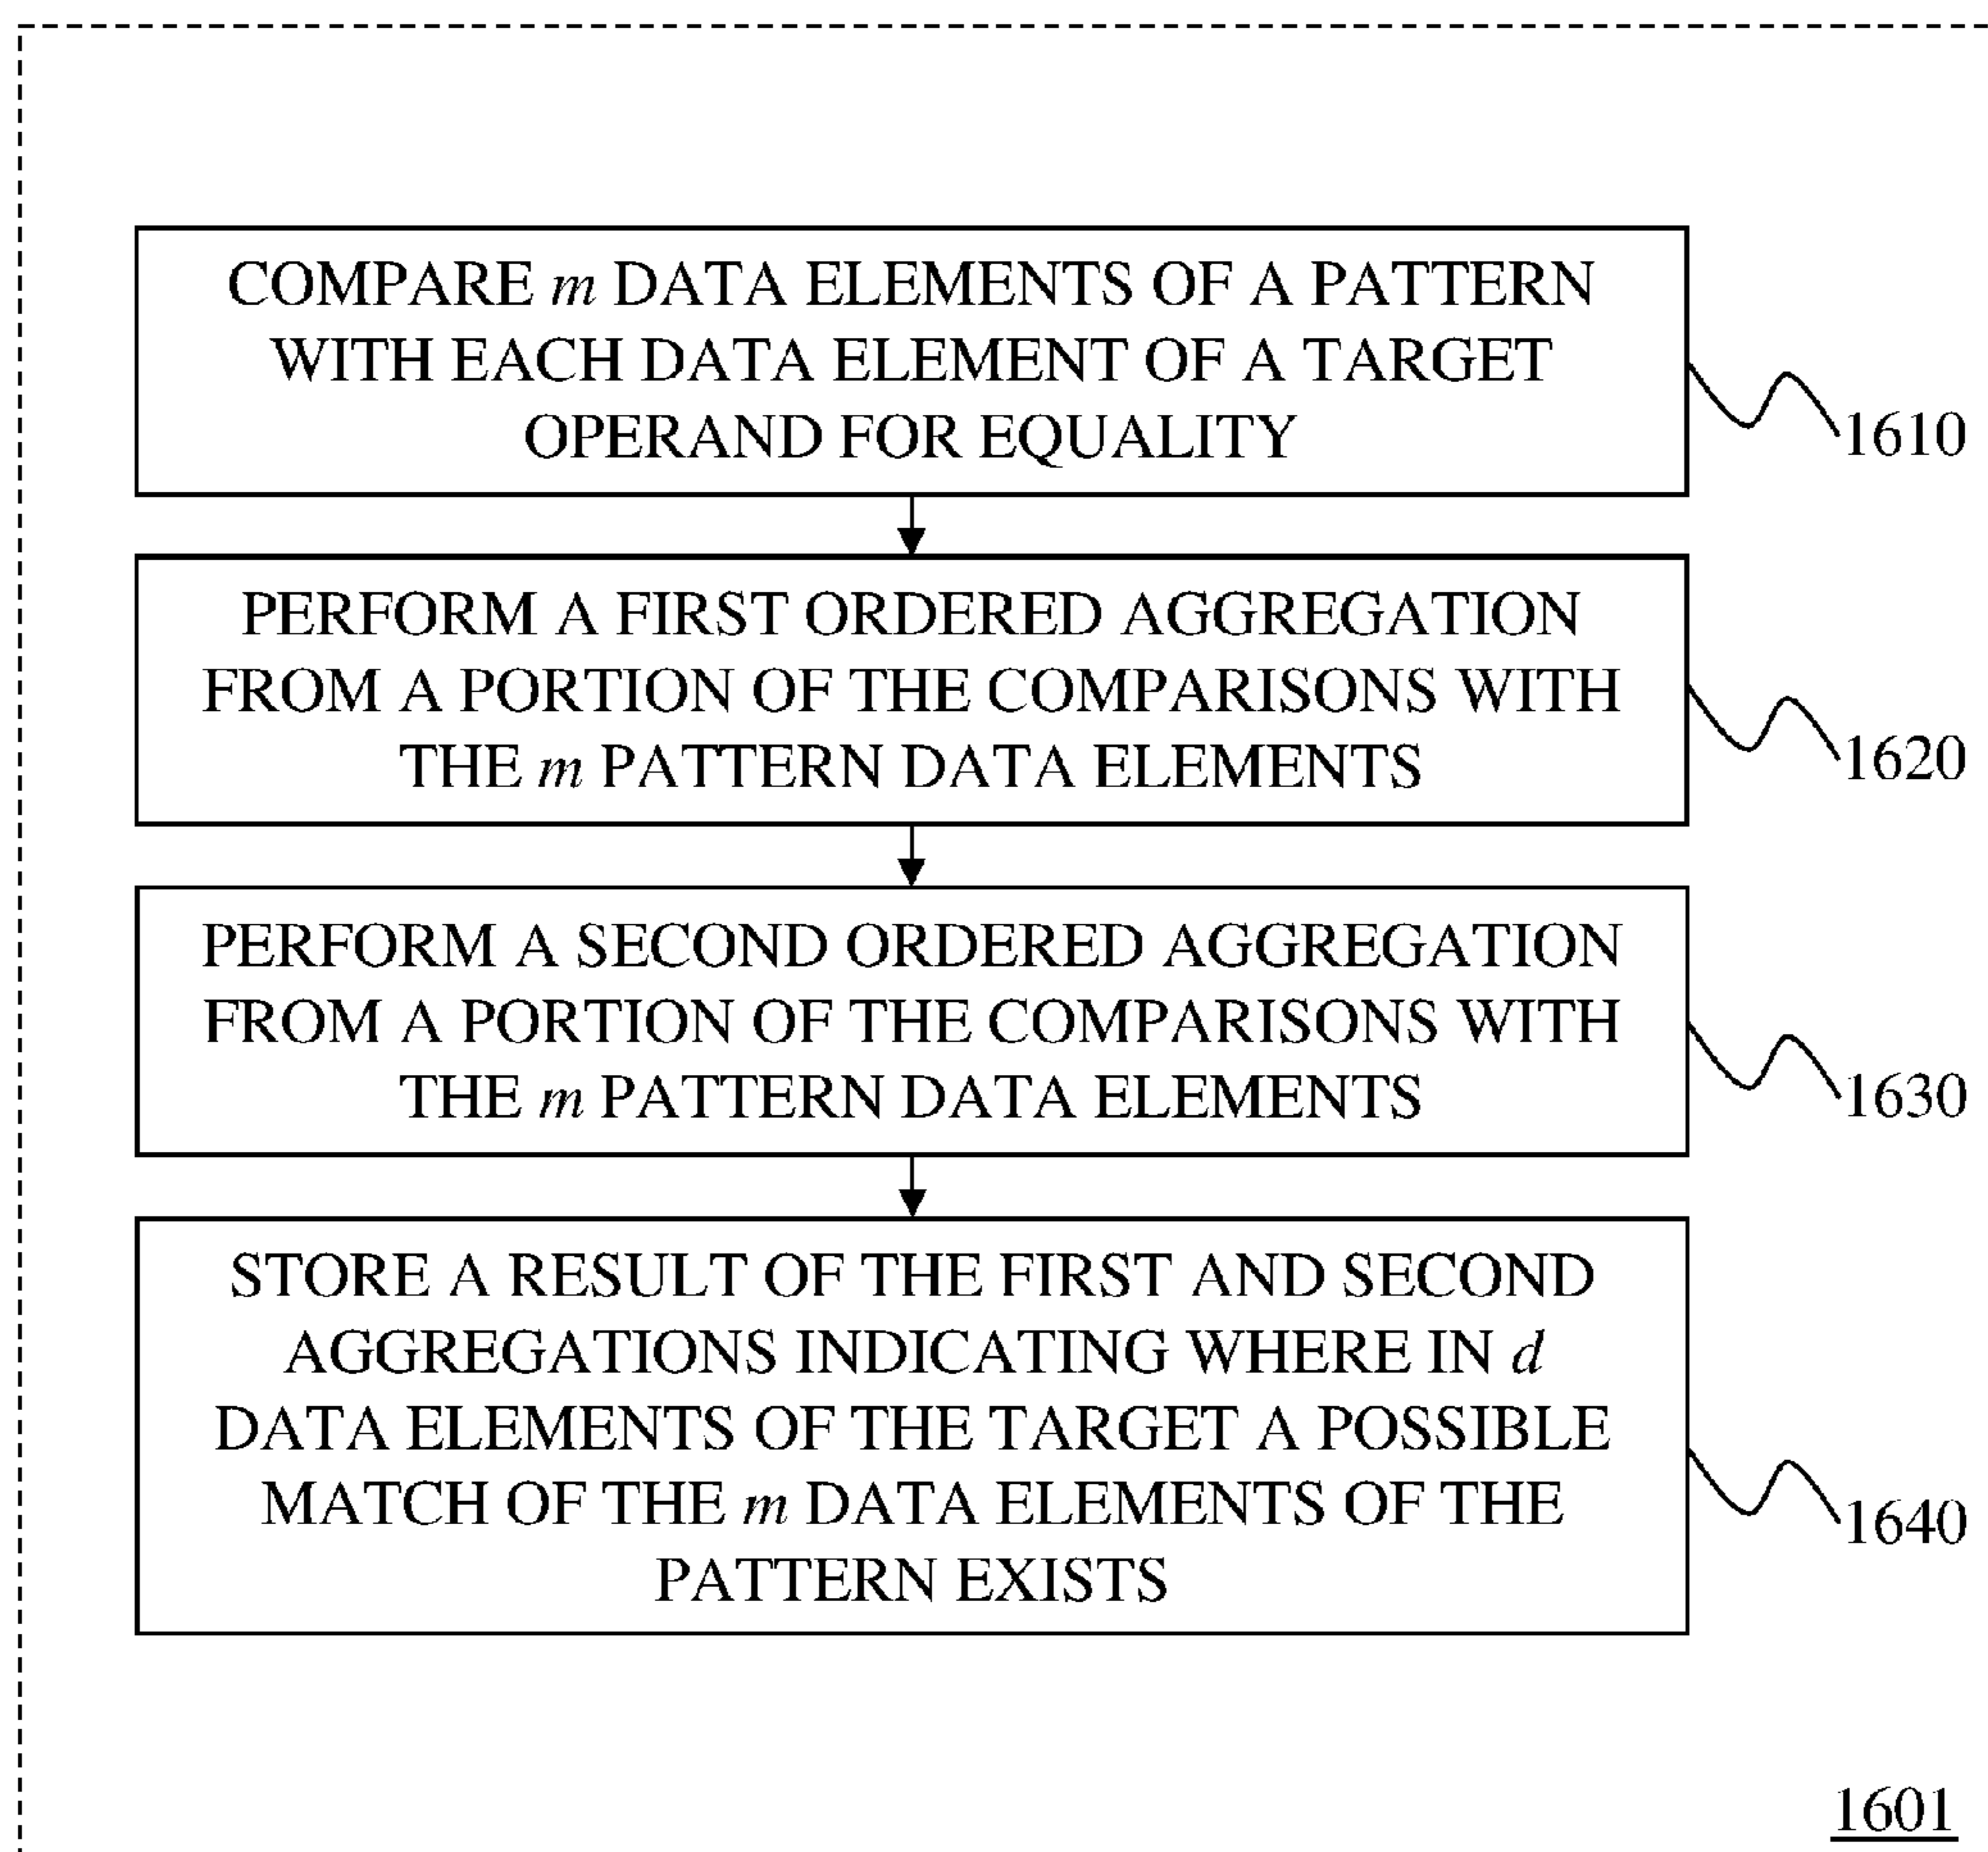 COMPARE m DATA ELEMENTS OF A PATTERN
WITH EACH DATA ELEMENT OF A TARGET
OPERAND FOR EQUALITY
1610
PERFORM A FIRST ORDERED AGGREGATION
FROM A PORTION OF THE COMPARISONS WITH
THE m PATTERN DATA ELEMENTS
1620
PERFORM A SECOND ORDERED AGGREGATION
FROM A PORTION OF THE COMPARISONS WITH
THE m PATTERN DATA ELEMENTS
1630
STORE A RESULT OF THE FIRST AND SECOND
AGGREGATIONS INDICATING WHERE IN d
DATA ELEMENTS OF THE TARGET A POSSIBLE
MATCH OF THE m DATA ELEMENTS OF THE
PATTERN EXISTS
1640
1601